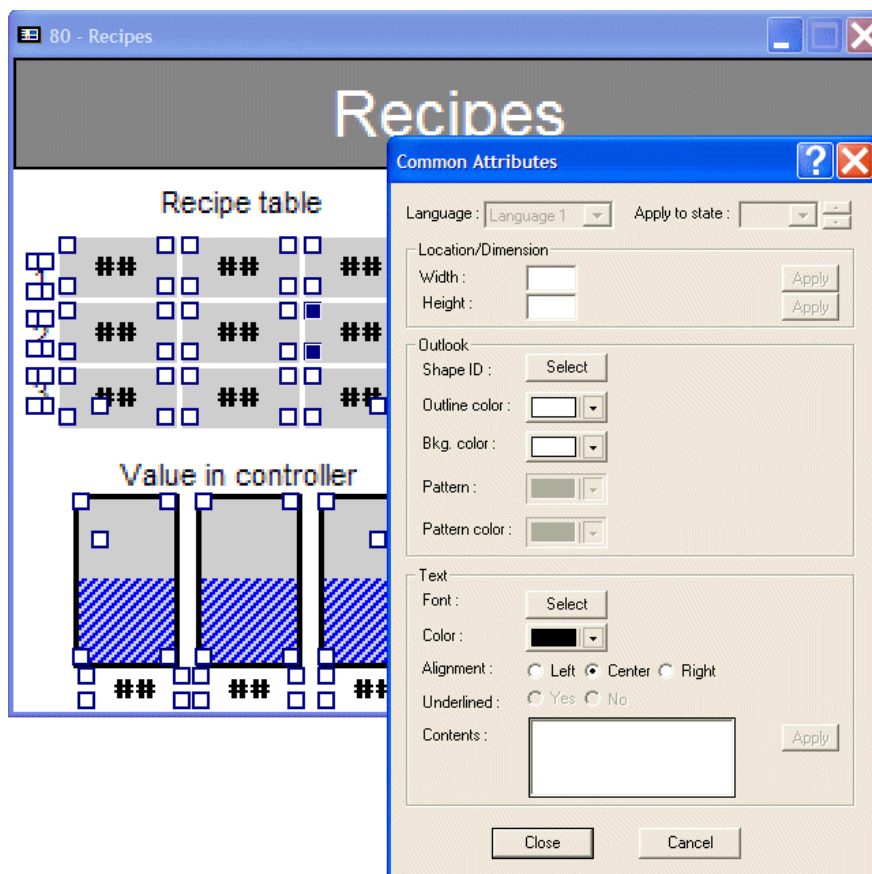 80 - Recipes
Recipes
Recipe table
## ## ##
## ## ##
## ## ##
Value in controller
## ## ##
Common Attributes
Language : Language 1 Apply to state :
Location/Dimension
Width : Apply
Height : Apply
Outlook
Shape ID : Select
Outline color :
Bkg. color :
Pattern :
Pattern color :
Text
Font : Select
Color :
Alignment : Left Center Right
Underlined : Yes No
Contents : Apply
Close Cancel